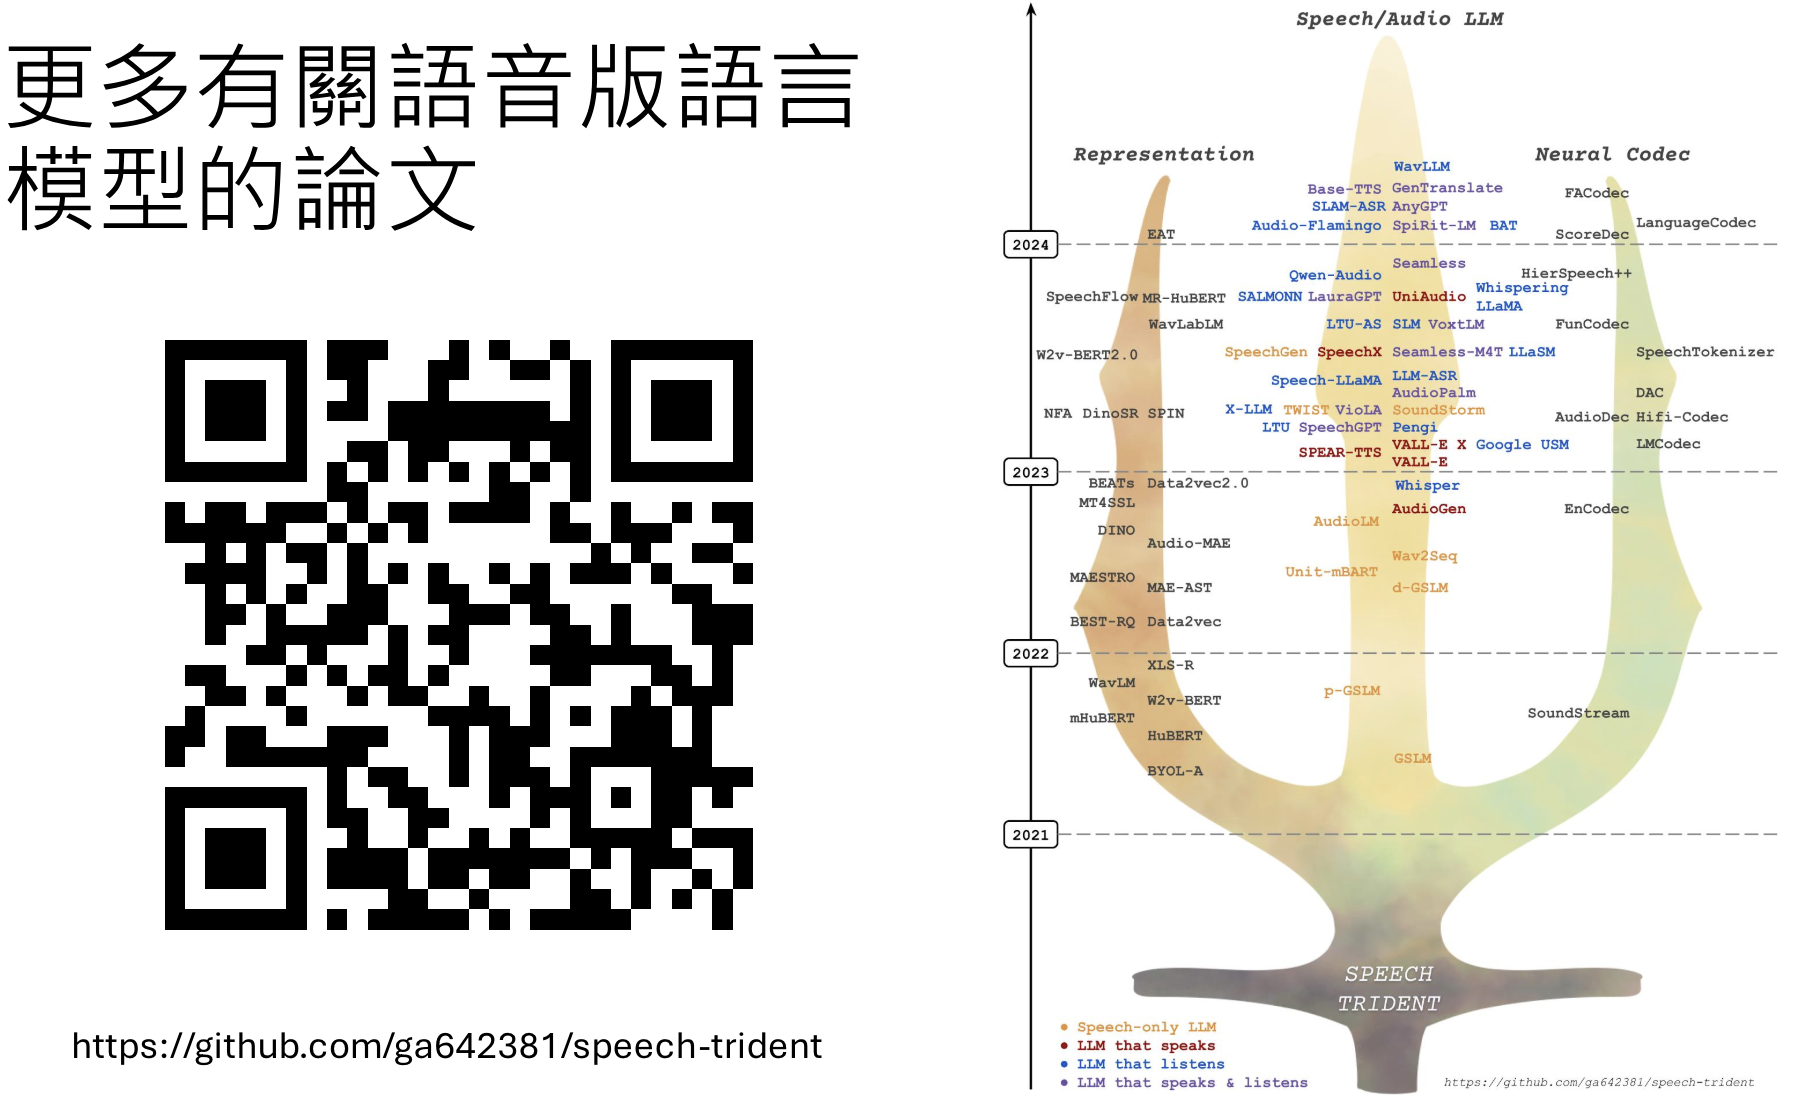 更多有關語音版語言
模型的論文
https://github.com/ga642381/speech-trident
Speech/Audio LLM
Representation
Neural Codec
WavLLM
Base-TTS GenTranslate
FACodec
SLAM-ASR AnyGPT
LanguageCodec
Audio-Flamingo SpiRit-LM BAT
EAT
ScoreDec
2024
Seamless
Qwen-Audio
HierSpeech++
SpeechFlow MR-HuBERT
SALMONN LauraGPT UniAudio
Whispering
LLaMA
WavLabLM
LTU-AS SLM VoxtLM
FunCodec
W2v-BERT2.0
SpeechGen SpeechX Seamless-M4T LLaSM
SpeechTokenizer
Speech-LLaMA LLM-ASR
AudioPalm
DAC
NFA DinoSR SPIN
X-LLM TWIST VioLA SoundStorm
AudioDec Hifi-Codec
LTU SpeechGPT Pengi
SPEAR-TTS VALL-E X Google USM
LMCodec
VALL-E
2023
BEATs Data2vec2.0
Whisper
MT4SSL
AudioGen
EnCodec
DINO
AudioLM
Audio-MAE
Wav2Seq
MAESTRO
Unit-mBART
MAE-AST
d-GSLM
BEST-RQ Data2vec
2022
XLS-R
WavLM
p-GSLM
W2v-BERT
mHuBERT
SoundStream
HuBERT
GSLM
BYOL-A
2021
SPEECH
TRIDENT
Speech-only LLM
LLM that speaks
LLM that listens
LLM that speaks & listens
https://github.com/ga642381/speech-trident